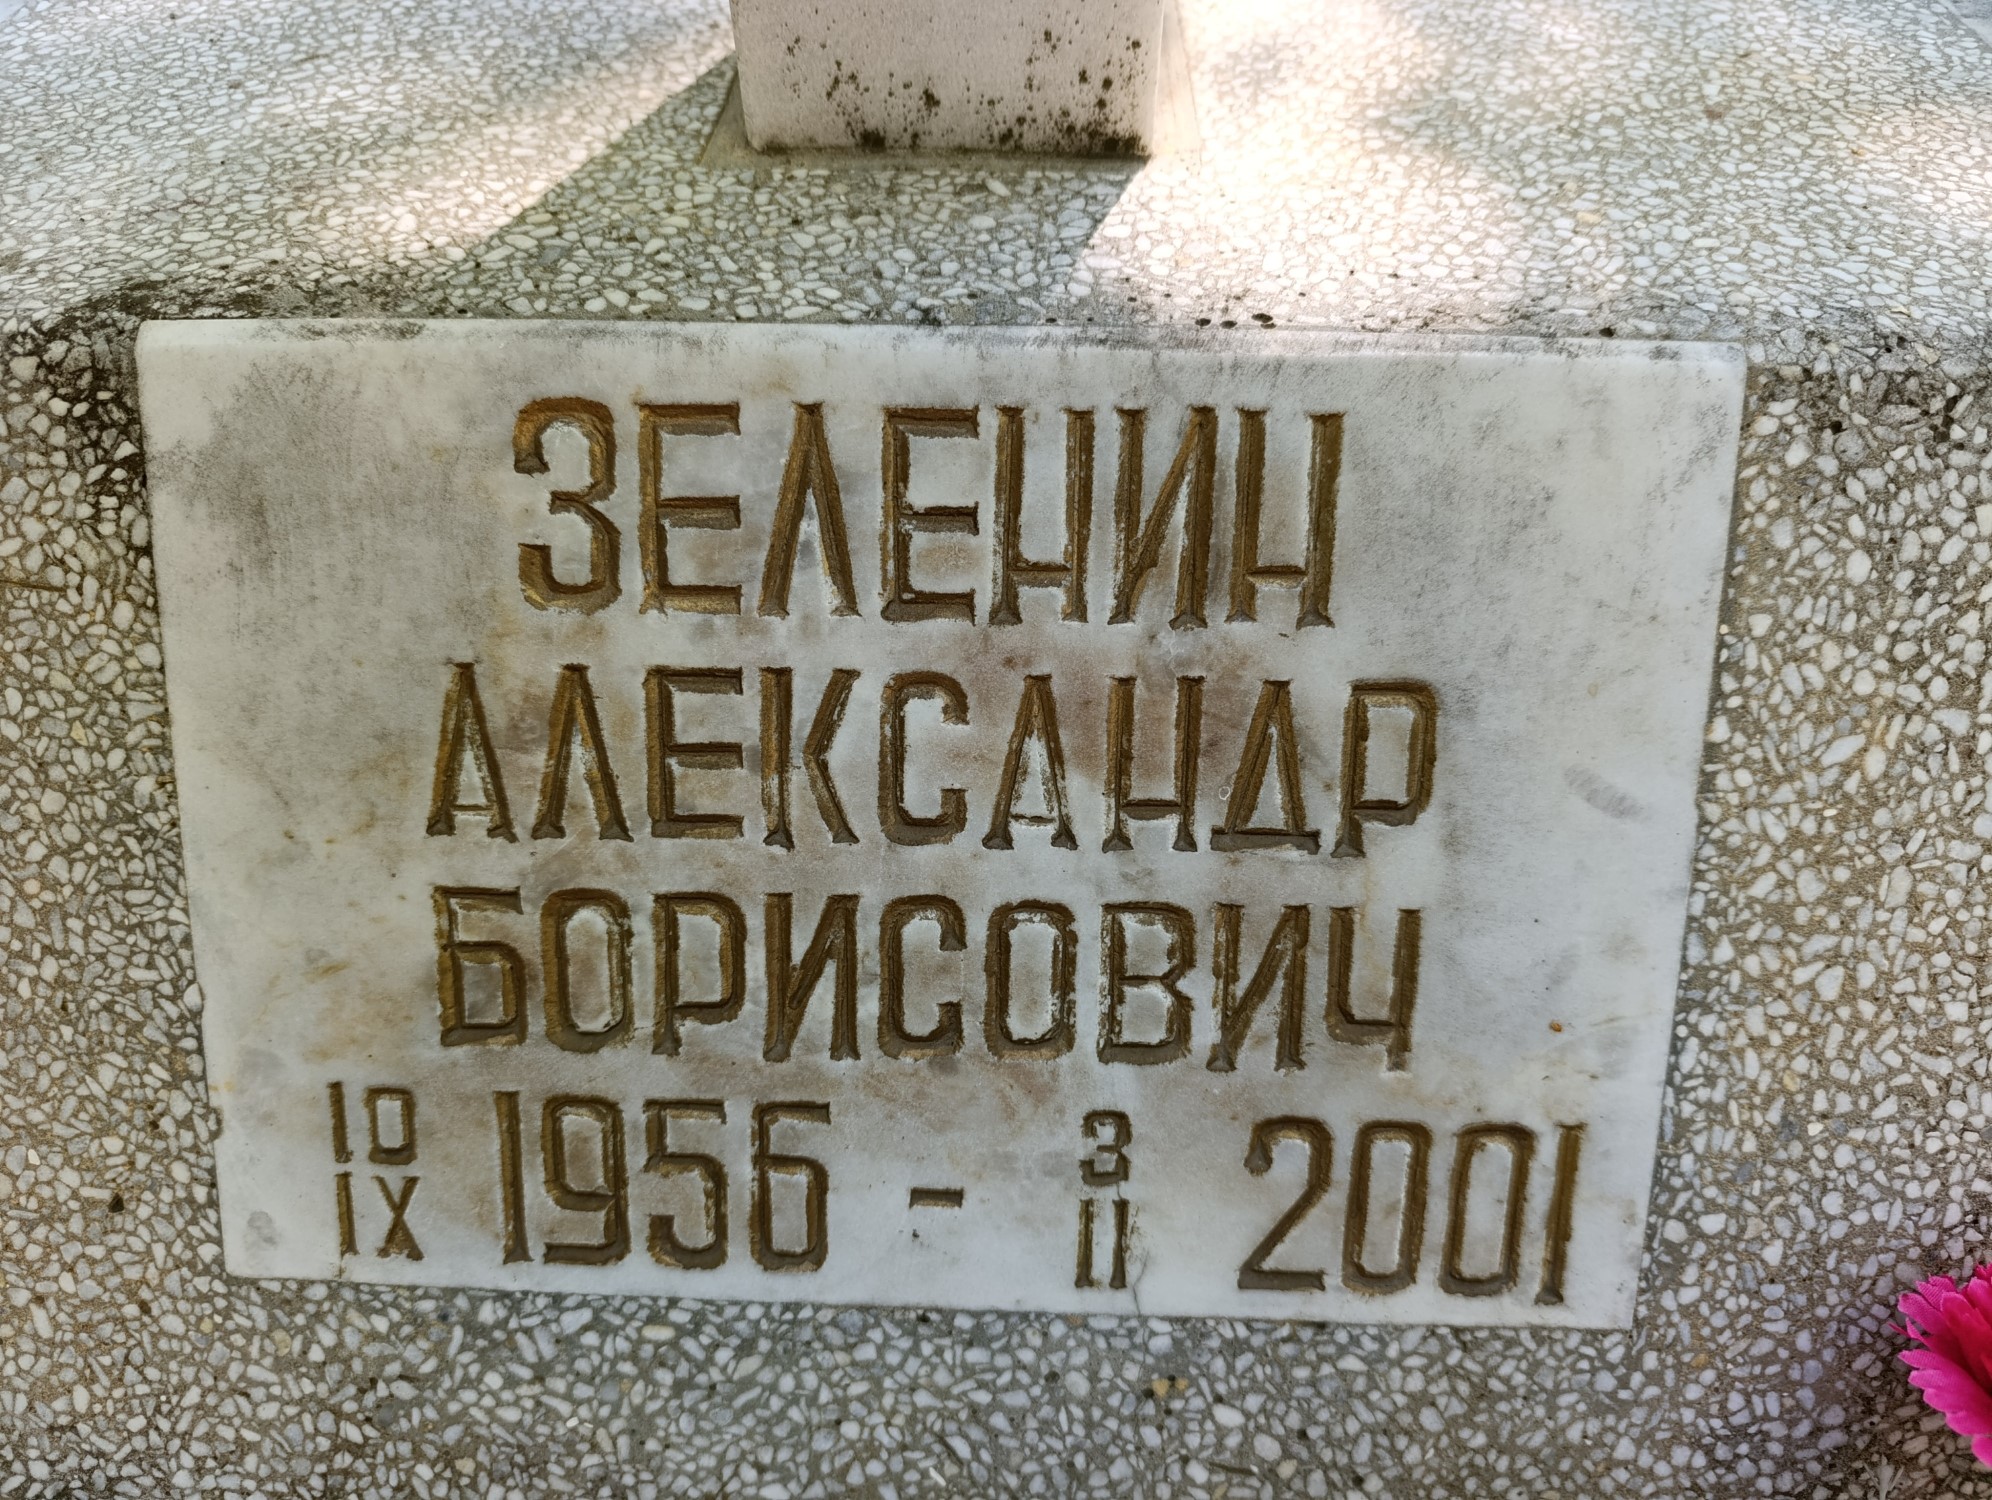 ЗЕЛЕНИН
АЛЕКСАНДР
БОРИСОВИЧ
10 IX 1956 - 3 II 2001